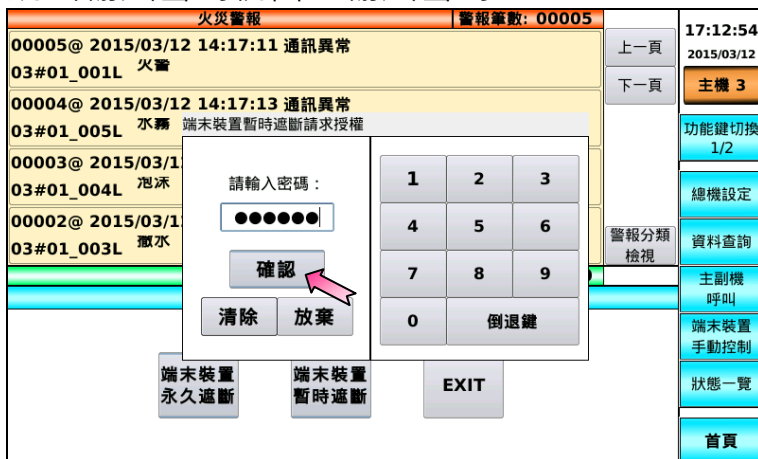 火災警報 警報筆數: 00005
00005@ 2015/03/12 14:17:11 通訊異常
03#01_001L 火警
00004@ 2015/03/12 14:17:13 通訊異常
03#01_005L 水霧
00003@ 2015/03/1
03#01_004L 泡沫
00002@ 2015/03/1
03#01_003L 撒水
上一頁
下一頁
警報分類
檢視
17:12:54
2015/03/12
主機 3
功能鍵切換
1/2
總機設定
資料查詢
主副機
呼叫
端末裝置
手動控制
狀態一覽
首頁
端末裝置暫時遮斷請求授權
請輸入密碼：
●●●●●●
確認
清除 放棄
1 2 3
4 5 6
7 8 9
0 倒退鍵
端末裝置
永久遮斷
端末裝置
暫時遮斷
EXIT